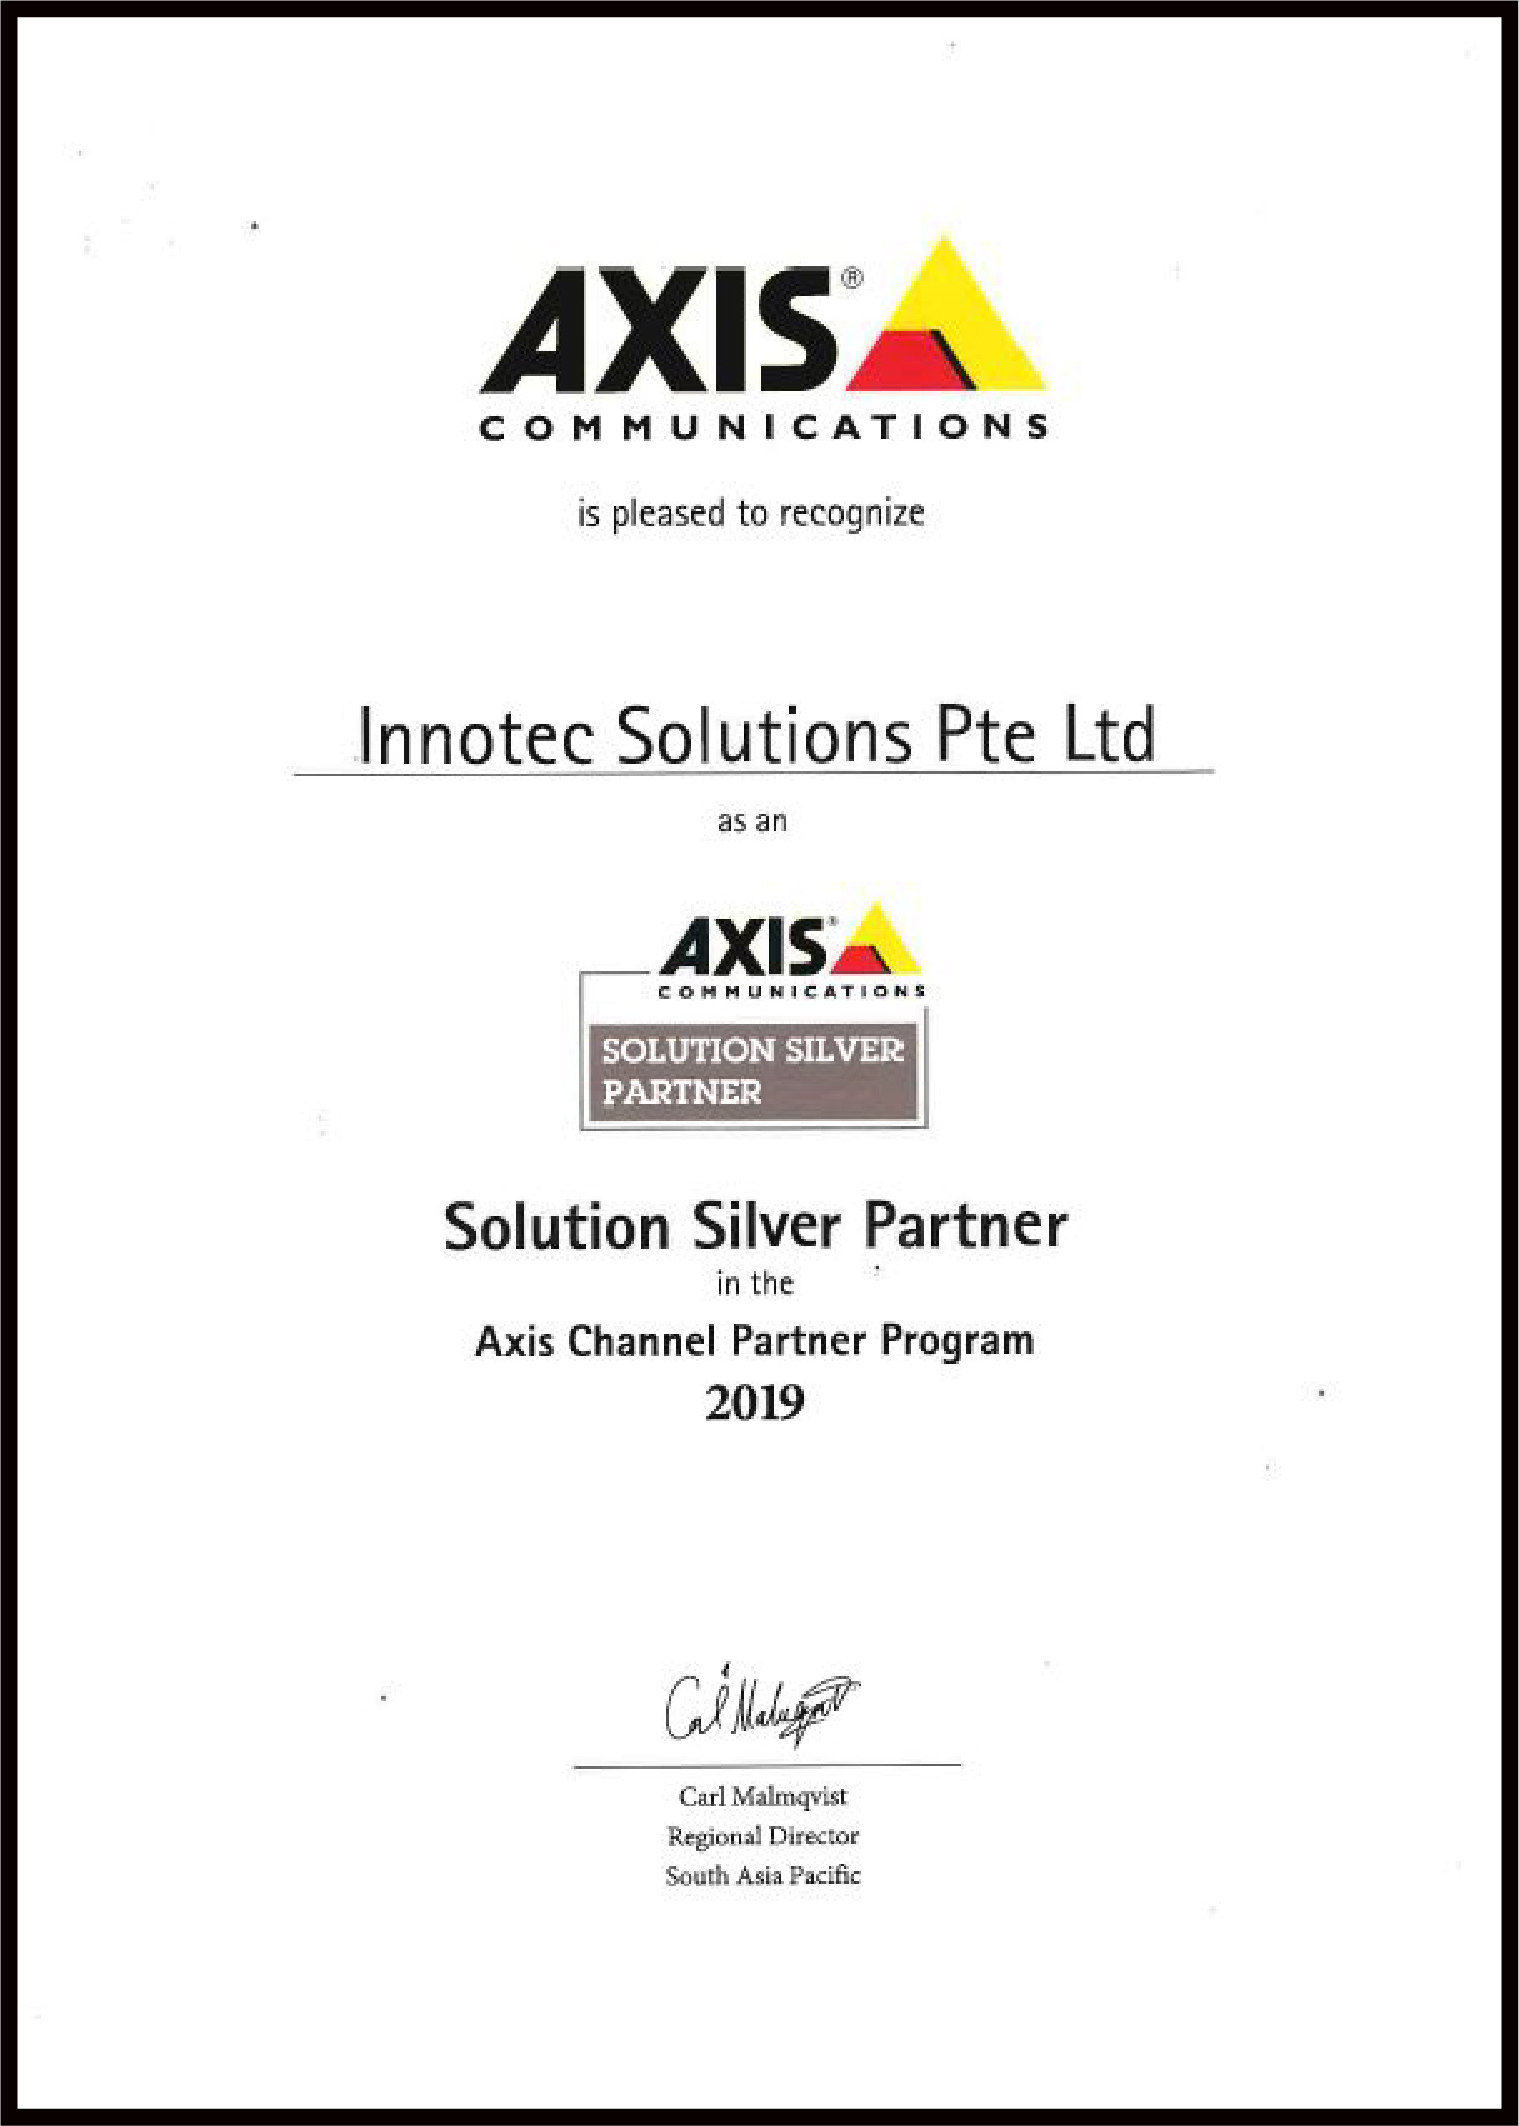 AXIS®
COMMUNICATIONS
is pleased to recognize
Innotec Solutions Pte Ltd
as an
AXIS®
COMMUNICATIONS
SOLUTION SILVER
PARTNER
Solution Silver Partner
in the
Axis Channel Partner Program
2019
Carl Malmqvist
Carl Malmqvist
Regional Director
South Asia Pacific